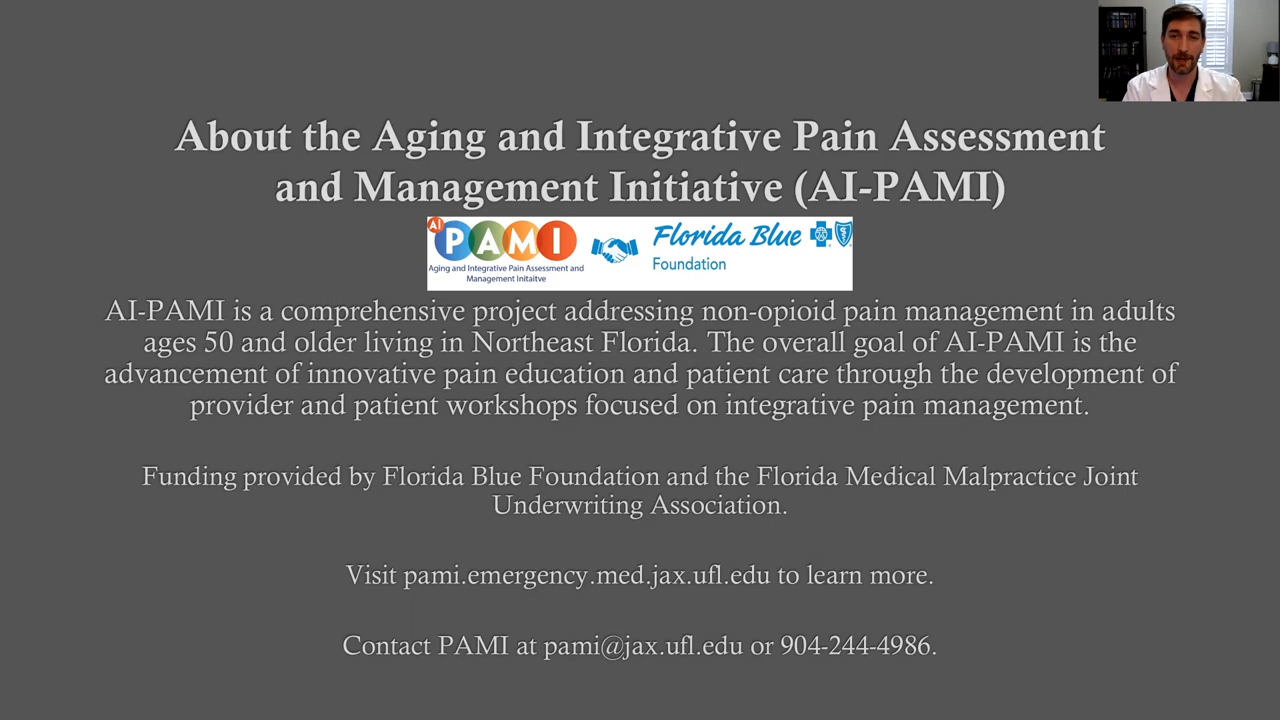 About the Aging and Integrative Pain Assessment
and Management Initiative (AI-PAMI)
AI
PAMI
Aging and Integrative Pain Assessment and
Management Initaitve
Florida Blue
Foundation
AI-PAMI is a comprehensive project addressing non-opioid pain management in adults
ages 50 and older living in Northeast Florida. The overall goal of AI-PAMI is the
advancement of innovative pain education and patient care through the development of
provider and patient workshops focused on integrative pain management.
Funding provided by Florida Blue Foundation and the Florida Medical Malpractice Joint
Underwriting Association.
Visit pami.emergency.med.jax.ufl.edu to learn more.
Contact PAMI at pami@jax.ufl.edu or 904-244-4986.